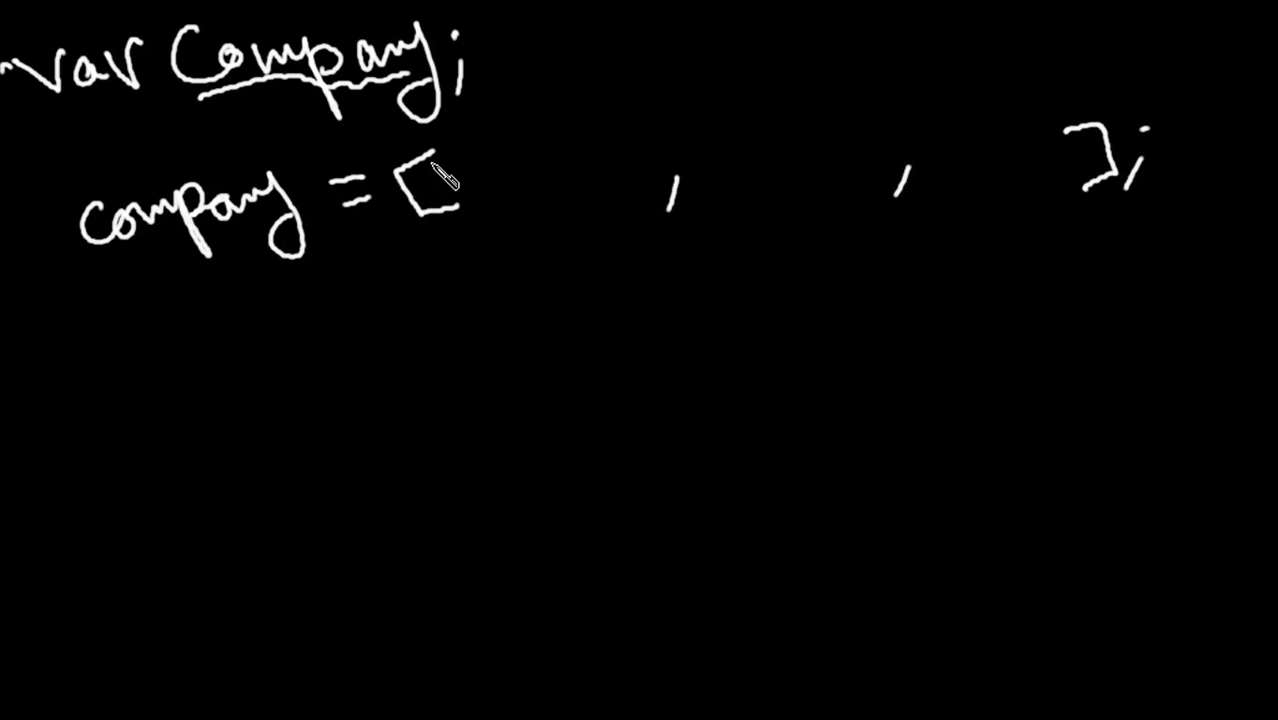 var Company;
company = [ , , ];